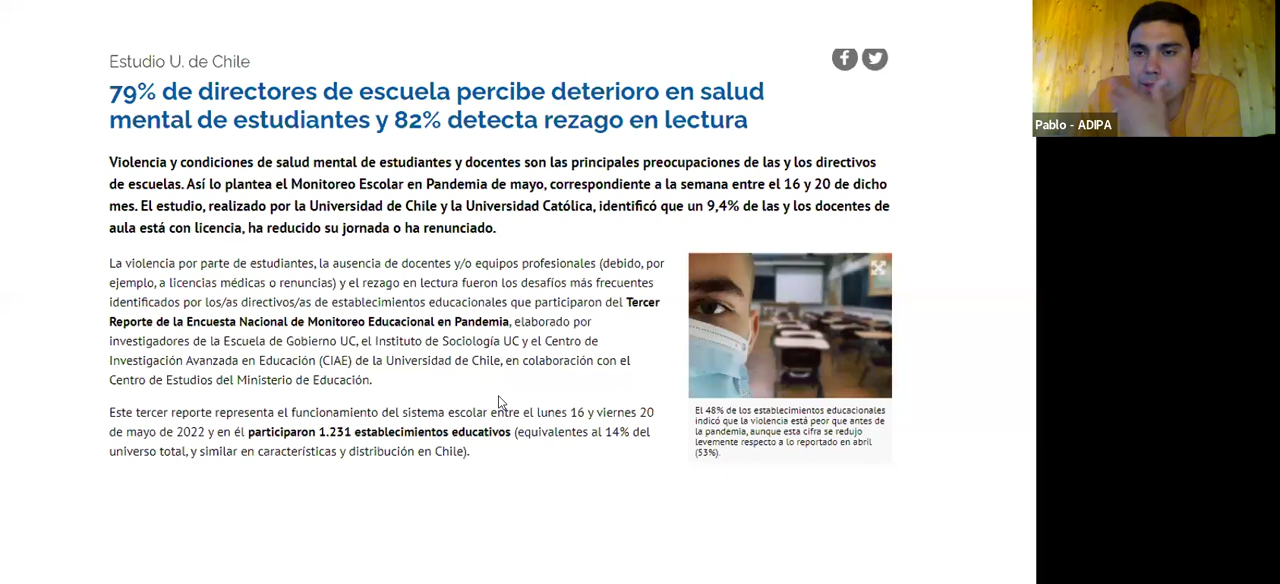 Estudio U. de Chile
79% de directores de escuela percibe deterioro en salud
mental de estudiantes y 82% detecta rezago en lectura
Violencia y condiciones de salud mental de estudiantes y docentes son las principales preocupaciones de las y los directivos
de escuelas. Así lo plantea el Monitoreo Escolar en Pandemia de mayo, correspondiente a la semana entre el 16 y 20 de dicho
mes. El estudio, realizado por la Universidad de Chile y la Universidad Católica, identificó que un 9,4% de las y los docentes de
aula está con licencia, ha reducido su jornada o ha renunciado.
La violencia por parte de estudiantes, la ausencia de docentes y/o equipos profesionales (debido, por
ejemplo, a licencias médicas o renuncias) y el rezago en lectura fueron los desafíos más frecuentes
identificados por los/as directivos/as de establecimientos educacionales que participaron del Tercer
Reporte de la Encuesta Nacional de Monitoreo Educacional en Pandemia, elaborado por
investigadores de la Escuela de Gobierno UC, el Instituto de Sociología UC y el Centro de
Investigación Avanzada en Educación (CIAE) de la Universidad de Chile, en colaboración con el
Centro de Estudios del Ministerio de Educación.
Este tercer reporte representa el funcionamiento del sistema escolar entre el lunes 16 y viernes 20
de mayo de 2022 y en él participaron 1.231 establecimientos educativos (equivalentes al 14% del
universo total, y similar en características y distribución en Chile).
El 48% de los establecimientos educacionales
indicó que la violencia está peor que antes de
la pandemia, aunque esta cifra se redujo
levemente respecto a lo reportado en abril
(53%).
Pablo - ADIPA